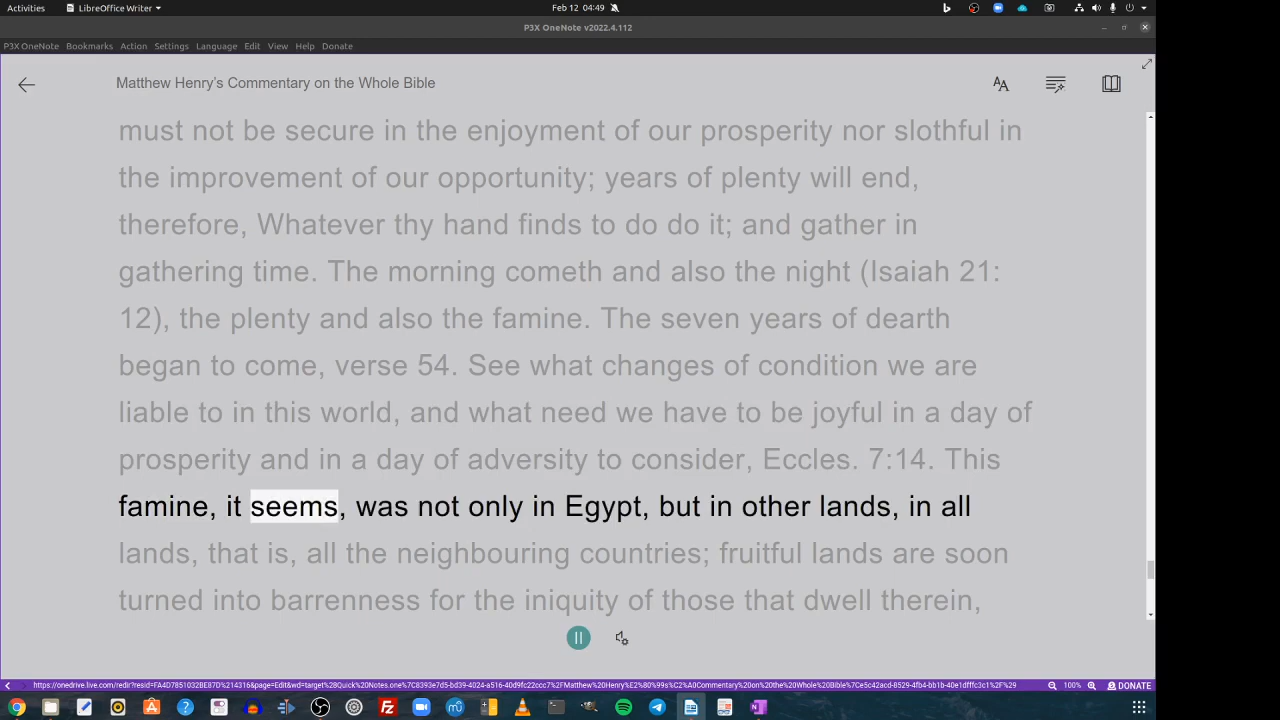 Activities
LibreOffice Writer
Feb 12 04:49
P3X OneNote v2022.4.112
P3X OneNote Bookmarks Action Settings Language Edit View Help Donate
Matthew Henry's Commentary on the Whole Bible
must not be secure in the enjoyment of our prosperity nor slothful in
the improvement of our opportunity; years of plenty will end,
therefore, Whatever thy hand finds to do do it; and gather in
gathering time. The morning cometh and also the night (Isaiah 21:
12), the plenty and also the famine. The seven years of dearth
began to come, verse 54. See what changes of condition we are
liable to in this world, and what need we have to be joyful in a day of
prosperity and in a day of adversity to consider, Eccles. 7:14. This
famine, it seems, was not only in Egypt, but in other lands, in all
lands, that is, all the neighbouring countries; fruitful lands are soon
turned into barrenness for the iniquity of those that dwell therein,
100%
DONATE